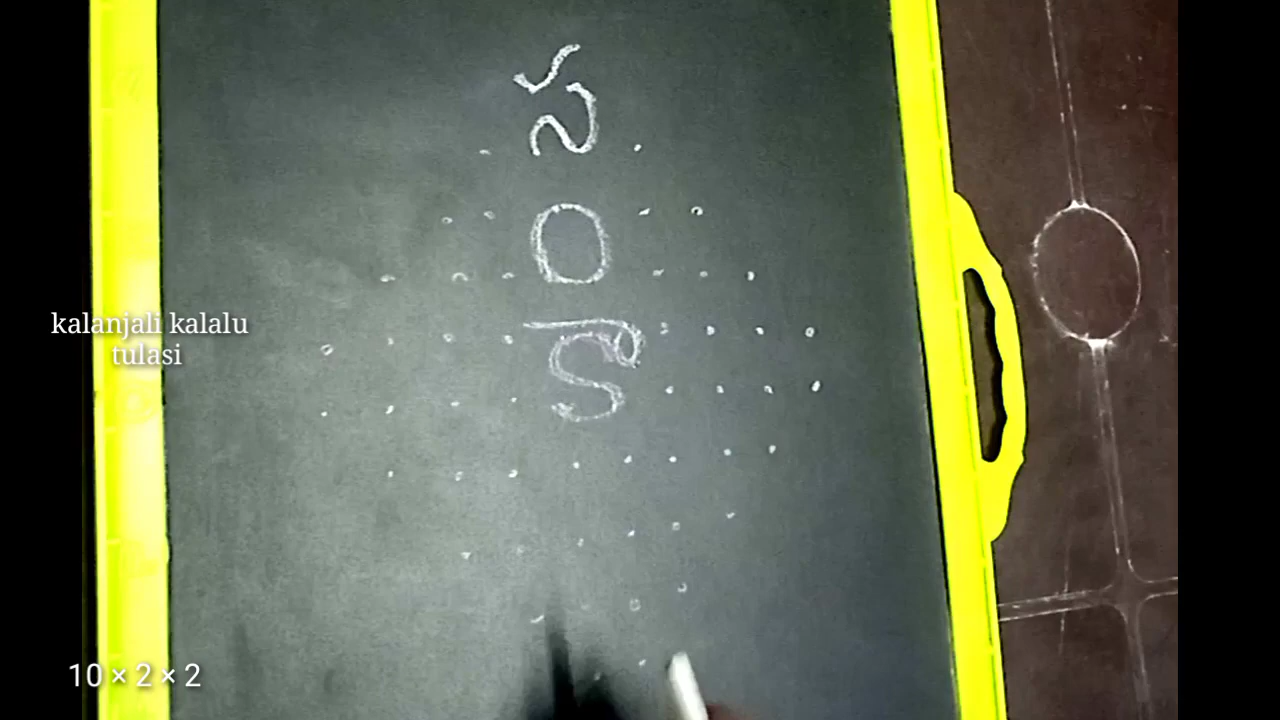 స
ం
కా
kalanjali kalalu
tulasi
10 × 2 × 2